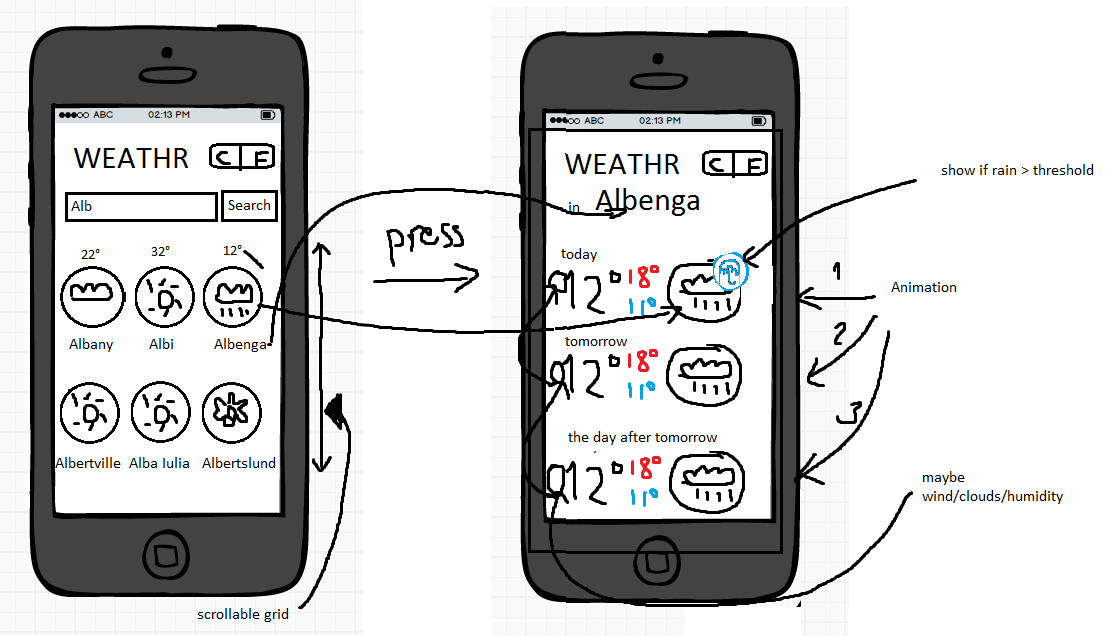 ABC 02:13 PM
WEATHR C F
Alb Search
22° 32° 12°
Albany Albi Albenga
Albertville Alba Iulia Albertslund
scrollable grid
press
ABC 02:13 PM
WEATHR C F
in Albenga
today
12° 18°
11°
tomorrow
12° 18°
11°
the day after tomorrow
12° 18°
11°
show if rain > threshold
1
Animation
2
3
maybe
wind/clouds/humidity